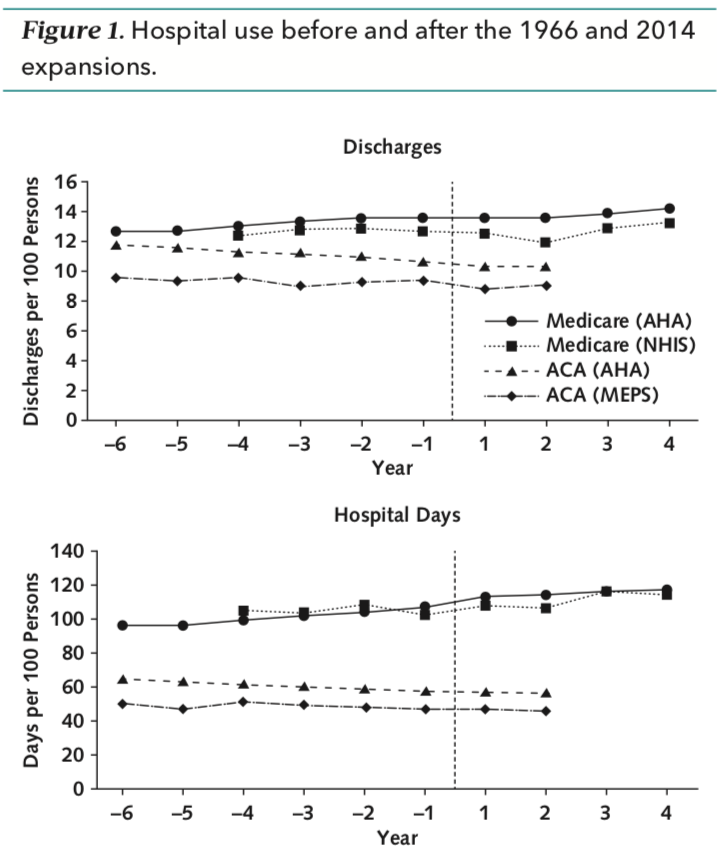 Figure 1. Hospital use before and after the 1966 and 2014
expansions.
Discharges
Discharges per 100 Persons
16
14
12
10
8
6
4
2
0
Medicare (AHA)
Medicare (NHIS)
ACA (AHA)
ACA (MEPS)
–6 –5 –4 –3 –2 –1 1 2 3 4
Year
Hospital Days
Days per 100 Persons
140
120
100
80
60
40
20
0
–6 –5 –4 –3 –2 –1 1 2 3 4
Year